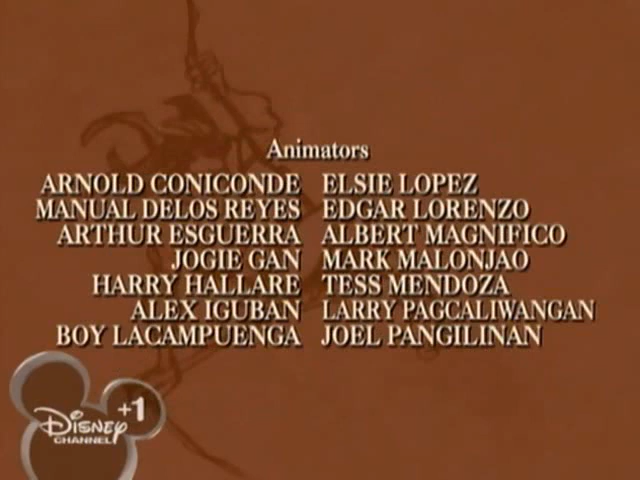 Animators
ARNOLD CONICONDE ELSIE LOPEZ
MANUAL DELOS REYES EDGAR LORENZO
ARTHUR ESGUERRA ALBERT MAGNIFICO
JOGIE GAN MARK MALONJAO
HARRY HALLARE TESS MENDOZA
ALEX IGUBAN LARRY PAGCALIWANGAN
BOY LACAMPUENGA JOEL PANGILINAN
DISNEY +1
CHANNEL